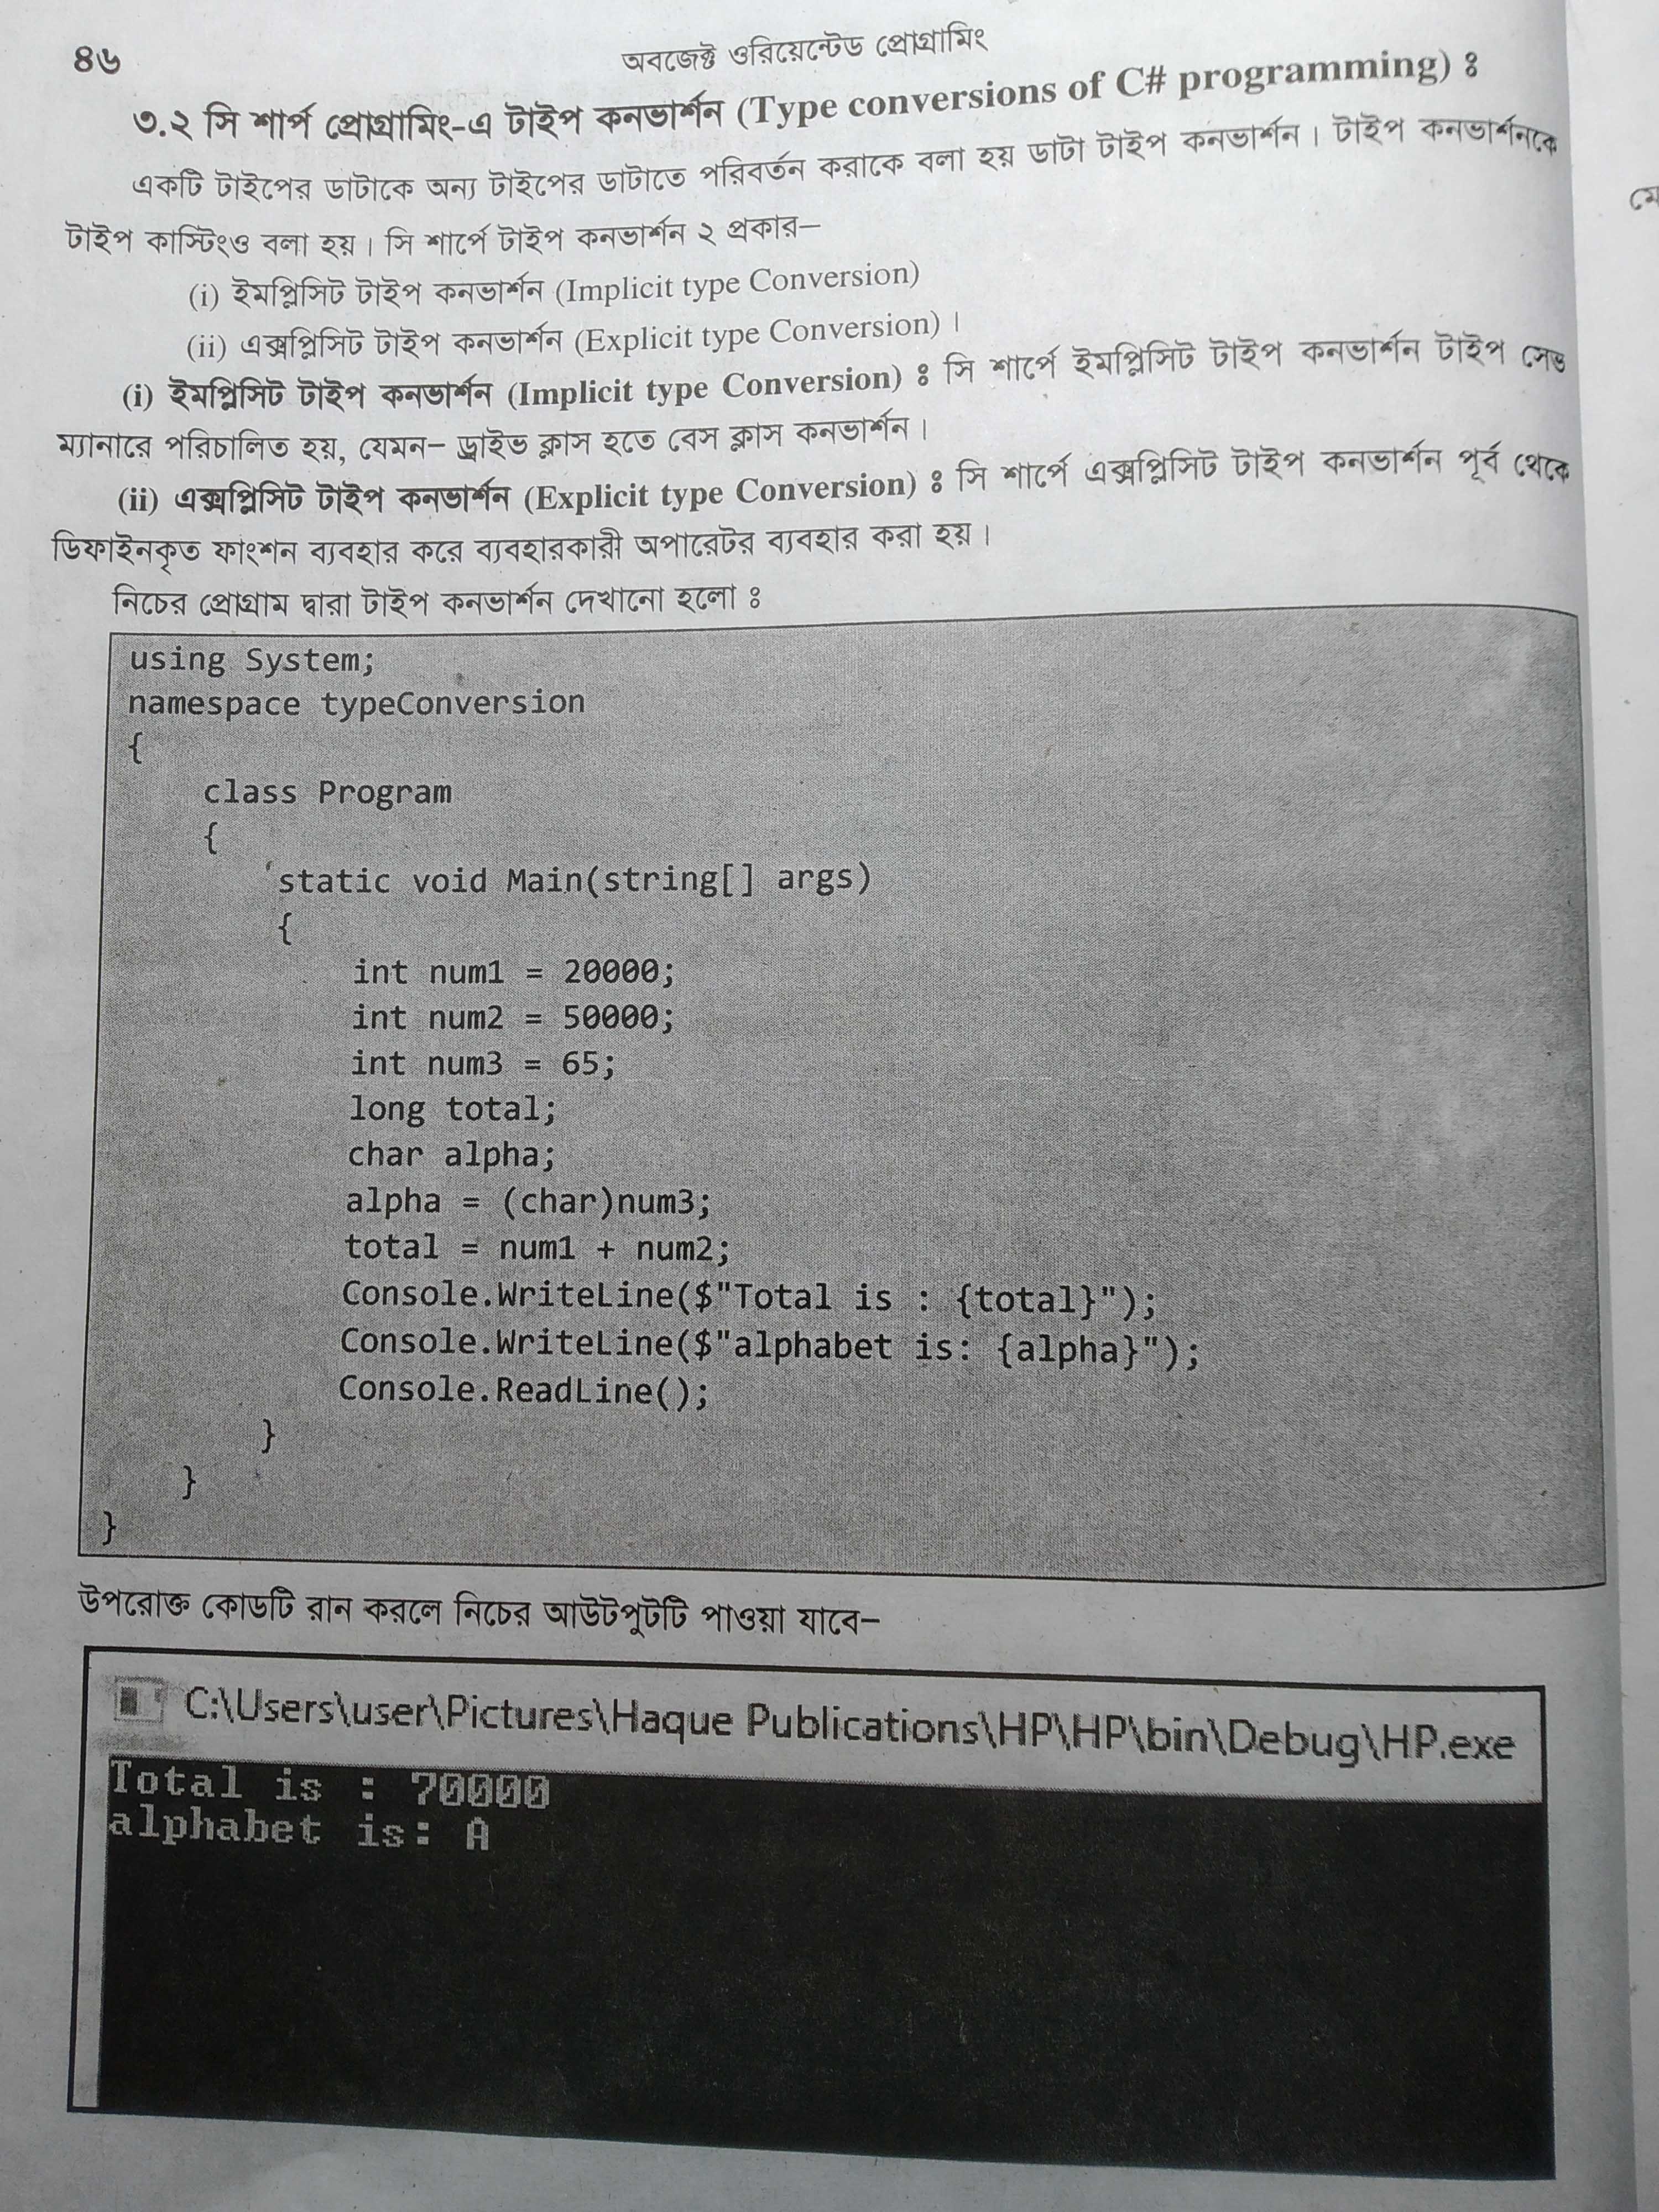 ৪৬
অবজেক্ট ওরিয়েন্টেড প্রোগ্রামিং
৩.২ সি শার্প প্রোগ্রামিং-এ টাইপ কনভার্শন (Type conversions of C# programming) ঃ
একটি টাইপের ডাটাকে অন্য টাইপের ডাটাতে পরিবর্তন করাকে বলা হয় ডাটা টাইপ কনভার্শন। টাইপ কনভার্শনকে
টাইপ কাস্টিংও বলা হয়। সি শার্পে টাইপ কনভার্শন ২ প্রকার–
(i) ইমপ্লিসিট টাইপ কনভার্শন (Implicit type Conversion)
(ii) এক্সপ্লিসিট টাইপ কনভার্শন (Explicit type Conversion)।
(i) ইমপ্লিসিট টাইপ কনভার্শন (Implicit type Conversion) ঃ সি শার্পে ইমপ্লিসিট টাইপ কনভার্শন টাইপ সেভ
ম্যানারে পরিচালিত হয়, যেমন– ড্রাইভ ক্লাস হতে বেস ক্লাস কনভার্শন।
(ii) এক্সপ্লিসিট টাইপ কনভার্শন (Explicit type Conversion) ঃ সি শার্পে এক্সপ্লিসিট টাইপ কনভার্শন পূর্ব থেকে
ডিফাইনকৃত ফাংশন ব্যবহার করে ব্যবহারকারী অপারেটর ব্যবহার করা হয়।
নিচের প্রোগ্রাম দ্বারা টাইপ কনভার্শন দেখানো হলো ঃ
using System;
namespace typeConversion
{
class Program
{
static void Main(string[] args)
{
int num1 = 20000;
int num2 = 50000;
int num3 = 65;
long total;
char alpha;
alpha = (char)num3;
total = num1 + num2;
Console.WriteLine($"Total is : {total}");
Console.WriteLine($"alphabet is: {alpha}");
Console.ReadLine();
}
}
}
উপরোক্ত কোডটি রান করলে নিচের আউটপুটটি পাওয়া যাবে–
C:\Users\user\Pictures\Haque Publications\HP\HP\bin\Debug\HP.exe
Total is : 70000
alphabet is: A